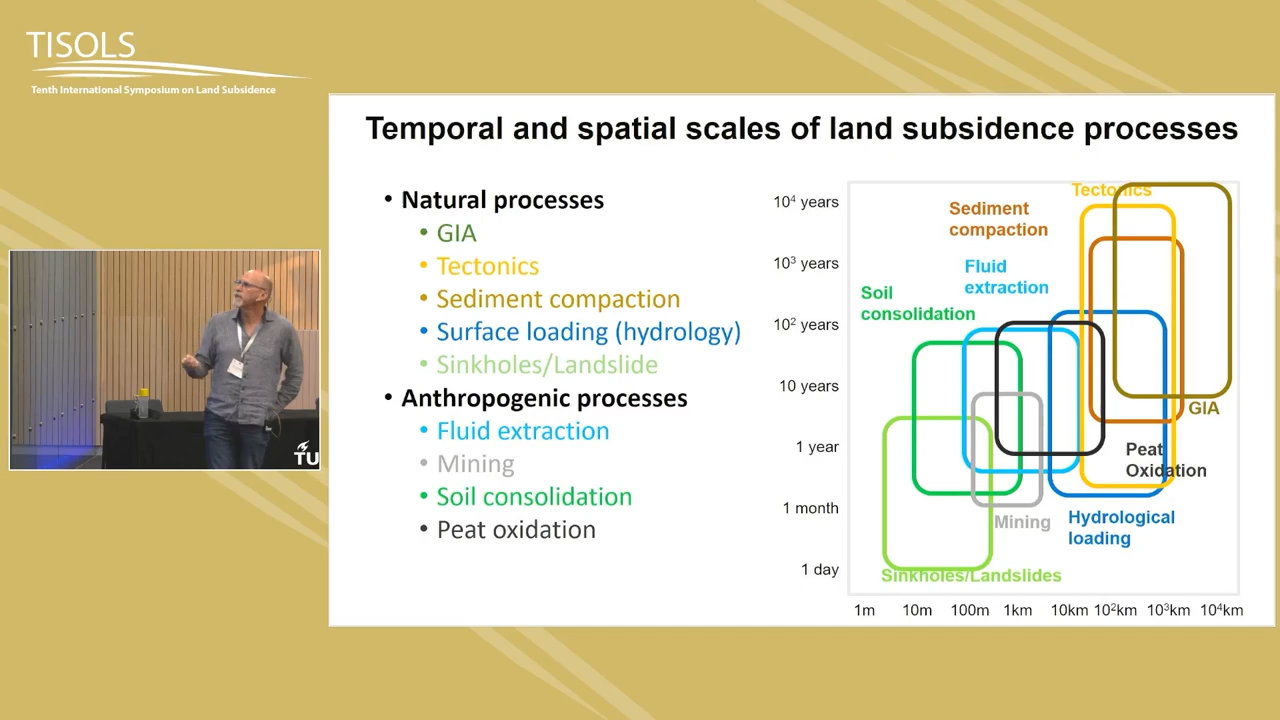 TISOLS
Tenth International Symposium on Land Subsidence
Temporal and spatial scales of land subsidence processes
• Natural processes
• GIA
• Tectonics
• Sediment compaction
• Surface loading (hydrology)
• Sinkholes/Landslide
• Anthropogenic processes
• Fluid extraction
• Mining
• Soil consolidation
• Peat oxidation
10⁴ years
10³ years
10² years
10 years
1 year
1 month
1 day
Tectonics
Sediment
compaction
Fluid
extraction
Soil
consolidation
GIA
Peat
Oxidation
Mining
Hydrological
loading
Sinkholes/Landslides
1m 10m 100m 1km 10km 10²km 10³km 10⁴km
TU